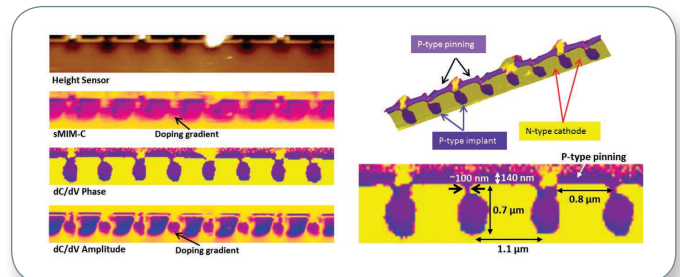 Height Sensor
sMIM-C
Doping gradient
dC/dV Phase
dC/dV Amplitude
Doping gradient
P-type pinning
P-type implant
N-type cathode
P-type pinning
~100 nm
140 nm
0.7 µm
0.8 µm
1.1 µm